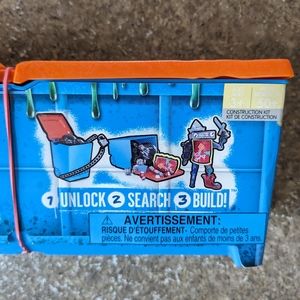 CONSTRUCTION KIT
KIT DE CONSTRUCTION
1 UNLOCK 2 SEARCH 3 BUILD!
AVERTISSEMENT:
RISQUE D'ÉTOUFFEMENT - Comporte de petites
pièces. Ne convient pas aux enfants de moins de 3 ans.